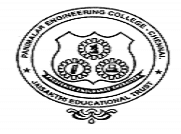 PANIMALAR ENGINEERING COLLEGE, CHENNAI
JAISAKTHI EDUCATIONAL TRUST